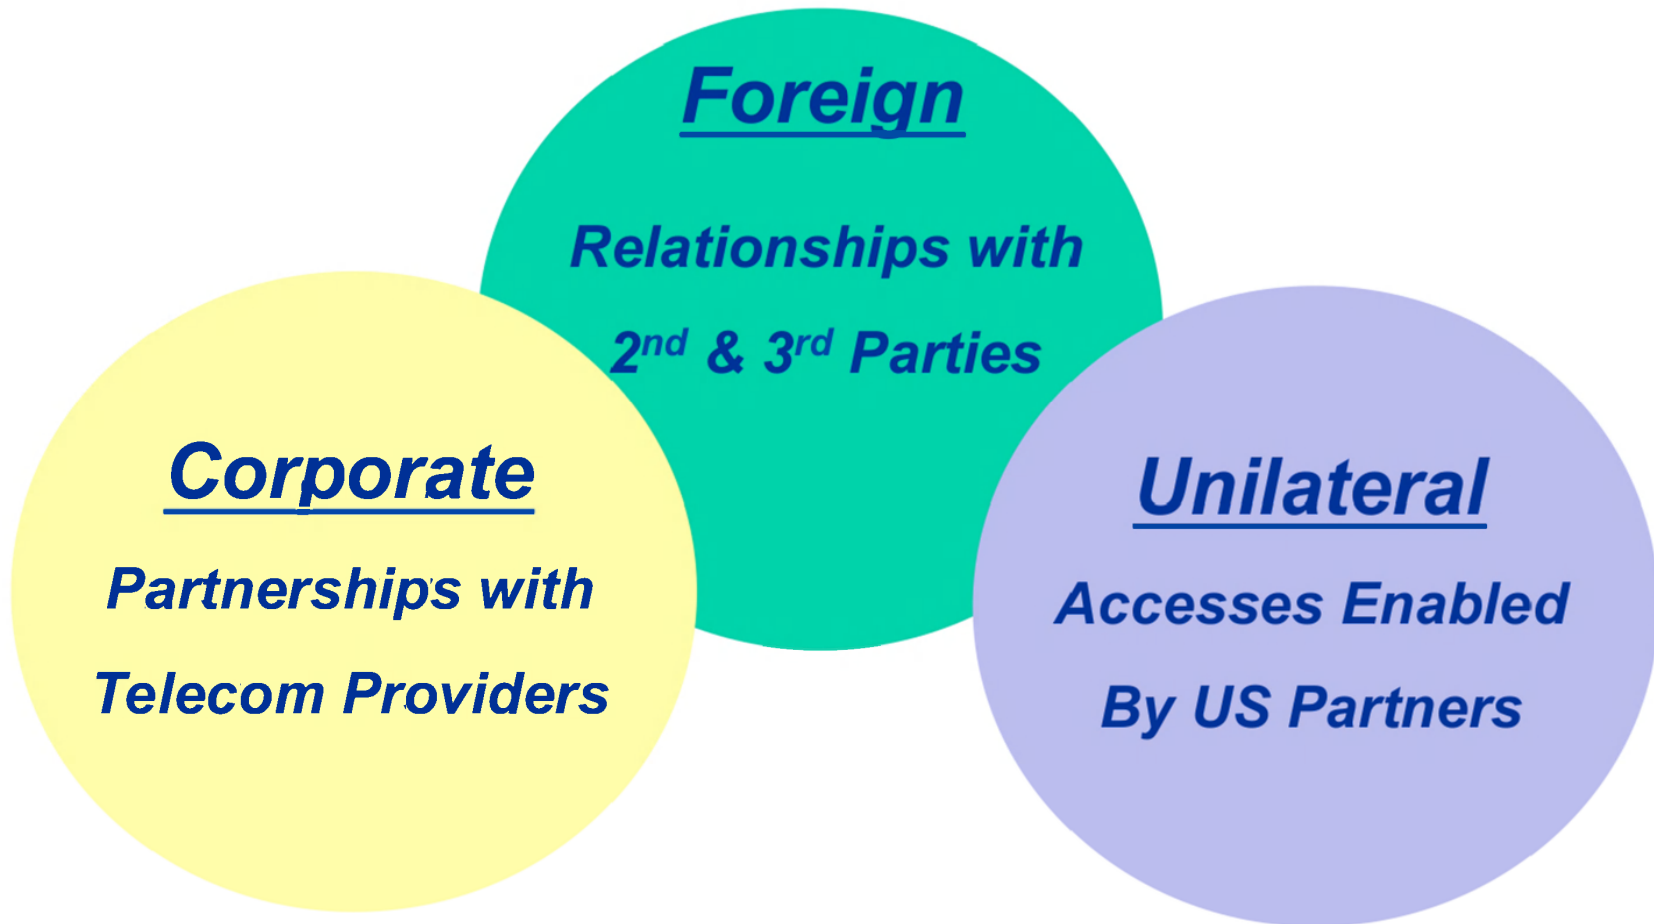 Foreign
Relationships with
2nd & 3rd Parties
Corporate
Partnerships with
Telecom Providers
Unilateral
Accesses Enabled
By US Partners